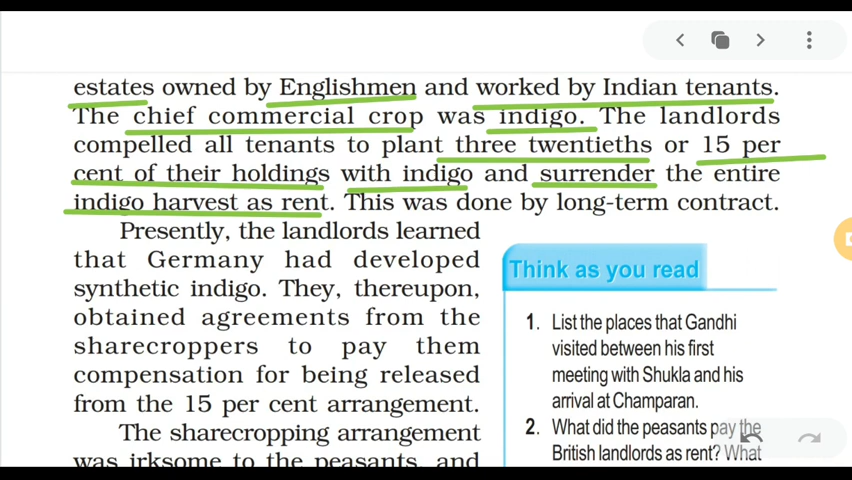 estates owned by Englishmen and worked by Indian tenants.
The chief commercial crop was indigo. The landlords
compelled all tenants to plant three twentieths or 15 per
cent of their holdings with indigo and surrender the entire
indigo harvest as rent. This was done by long-term contract.
Presently, the landlords learned
that Germany had developed
synthetic indigo. They, thereupon,
obtained agreements from the
sharecroppers to pay them
compensation for being released
from the 15 per cent arrangement.
The sharecropping arrangement
was irksome to the peasants, and
Think as you read
1. List the places that Gandhi
visited between his first
meeting with Shukla and his
arrival at Champaran.
2. What did the peasants pay the
British landlords as rent? What